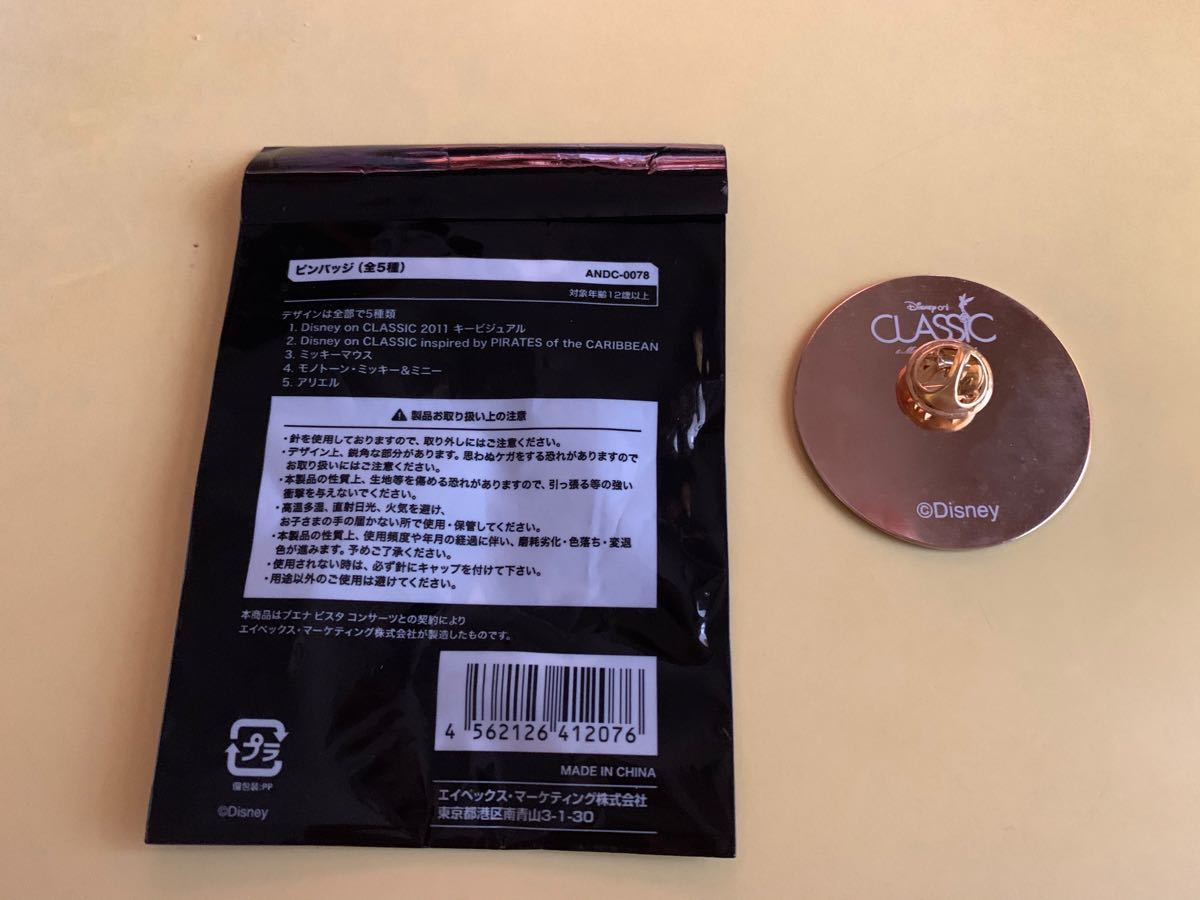 ピンバッジ（全5種）
ANDC-0078
対象年齢12歳以上
デザインは全部で5種類
1. Disney on CLASSIC 2011 キービジュアル
2. Disney on CLASSIC inspired by PIRATES of the CARIBBEAN
3. ミッキーマウス
4. モノトーン・ミッキー&ミニー
5. アリエル
製品お取り扱い上の注意
・針を使用しておりますので、取り外しにはご注意ください。
・デザイン上、鋭角な部分があります。思わぬケガをする恐れがありますので
お取り扱いにはご注意ください。
・本製品の性質上、生地等を傷める恐れがありますので、引っ張る等の強い
衝撃を与えないでください。
・高温多湿、直射日光、火気を避け、
お子さまの手の届かない所で使用・保管してください。
・本製品の性質上、使用頻度や年月の経過に伴い、磨耗劣化・色落ち・変退
色が進みます。予めご了承ください。
・使用されない時は、必ず針にキャップを付けて下さい。
・用途以外のご使用は避けてください。
本商品はブエナ ビスタ コンサーツとの契約により
エイベックス・マーケティング株式会社が製造したものです。
4 562126 412076
プラ
個包装:PP
MADE IN CHINA
エイベックス・マーケティング株式会社
東京都港区南青山3-1-30
©Disney
Disney on
CLASSIC
©Disney